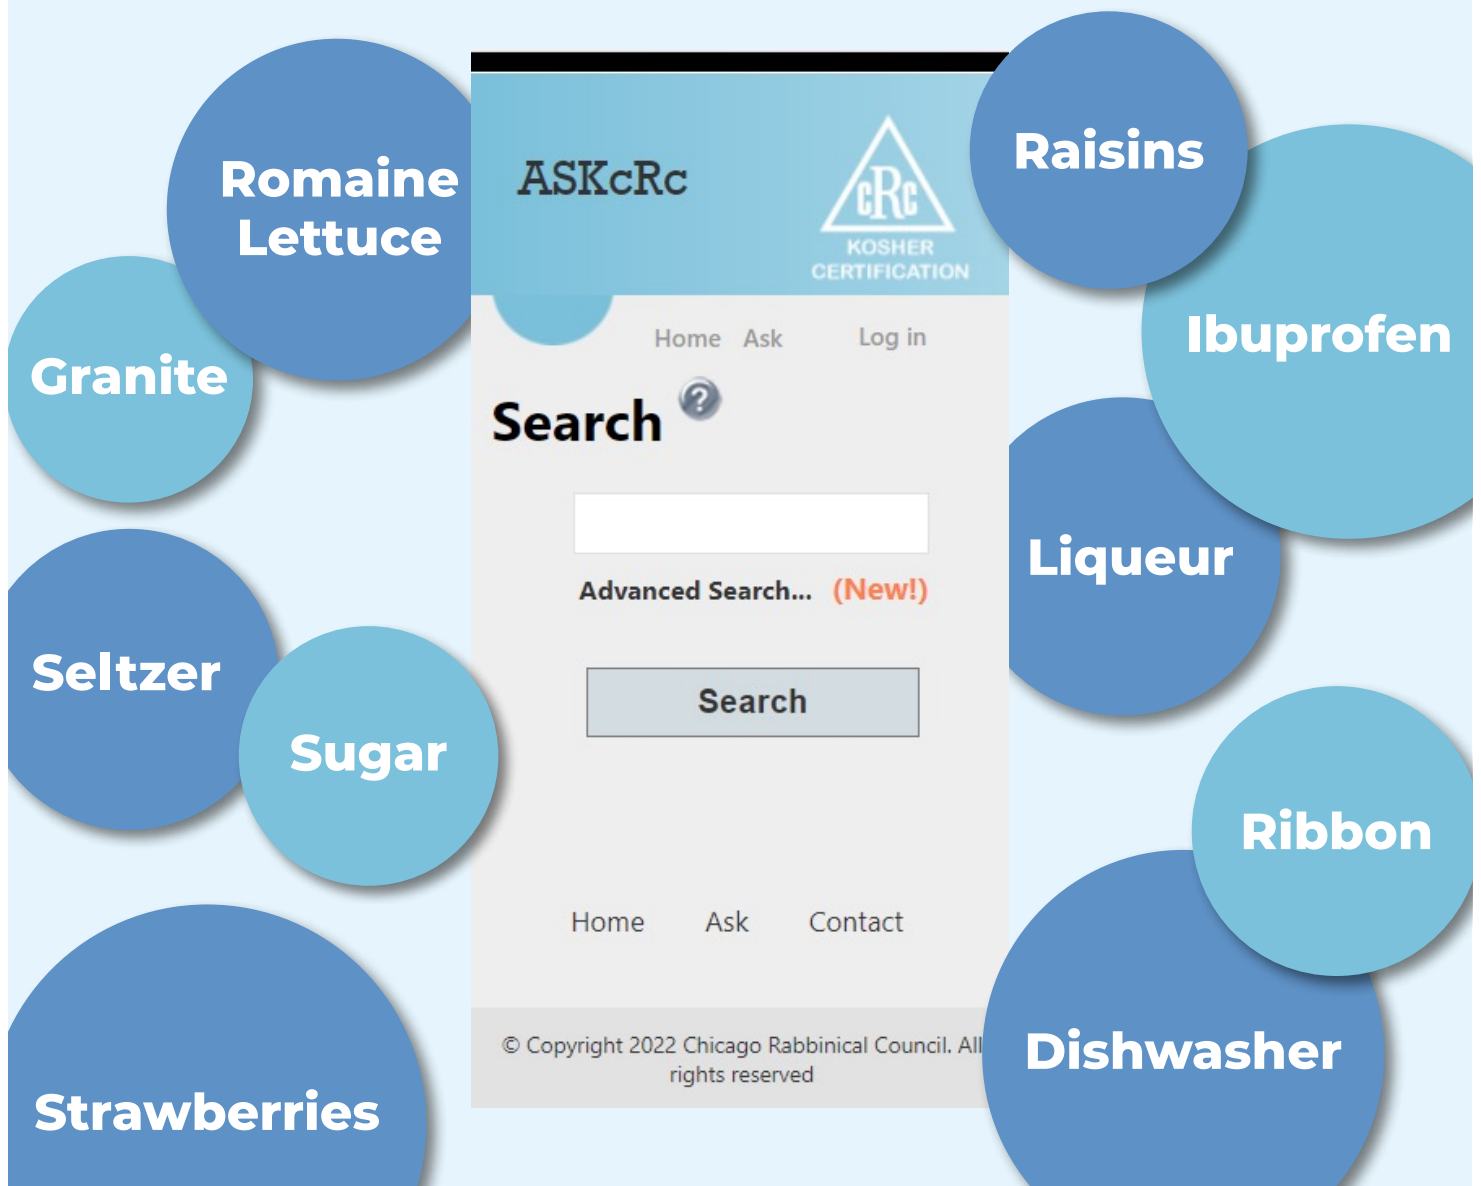 Romaine
Lettuce
Granite
Seltzer
Sugar
Strawberries
ASKcRc
cRc
KOSHER
CERTIFICATION
Home Ask Log in
Search ?
Advanced Search... (New!)
Search
Home Ask Contact
© Copyright 2022 Chicago Rabbinical Council. All
rights reserved
Raisins
Ibuprofen
Liqueur
Ribbon
Dishwasher